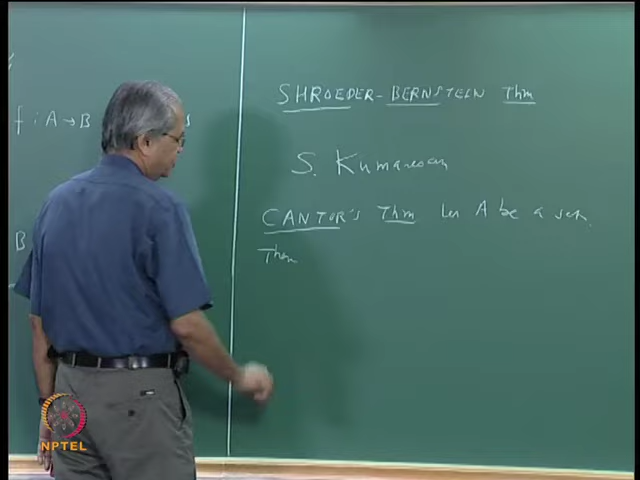 f : A → B
B
SHROEDER-BERNSTEIN Thm
S. Kumaresan
CANTOR'S Thm Let A be a set.
Then
NPTEL